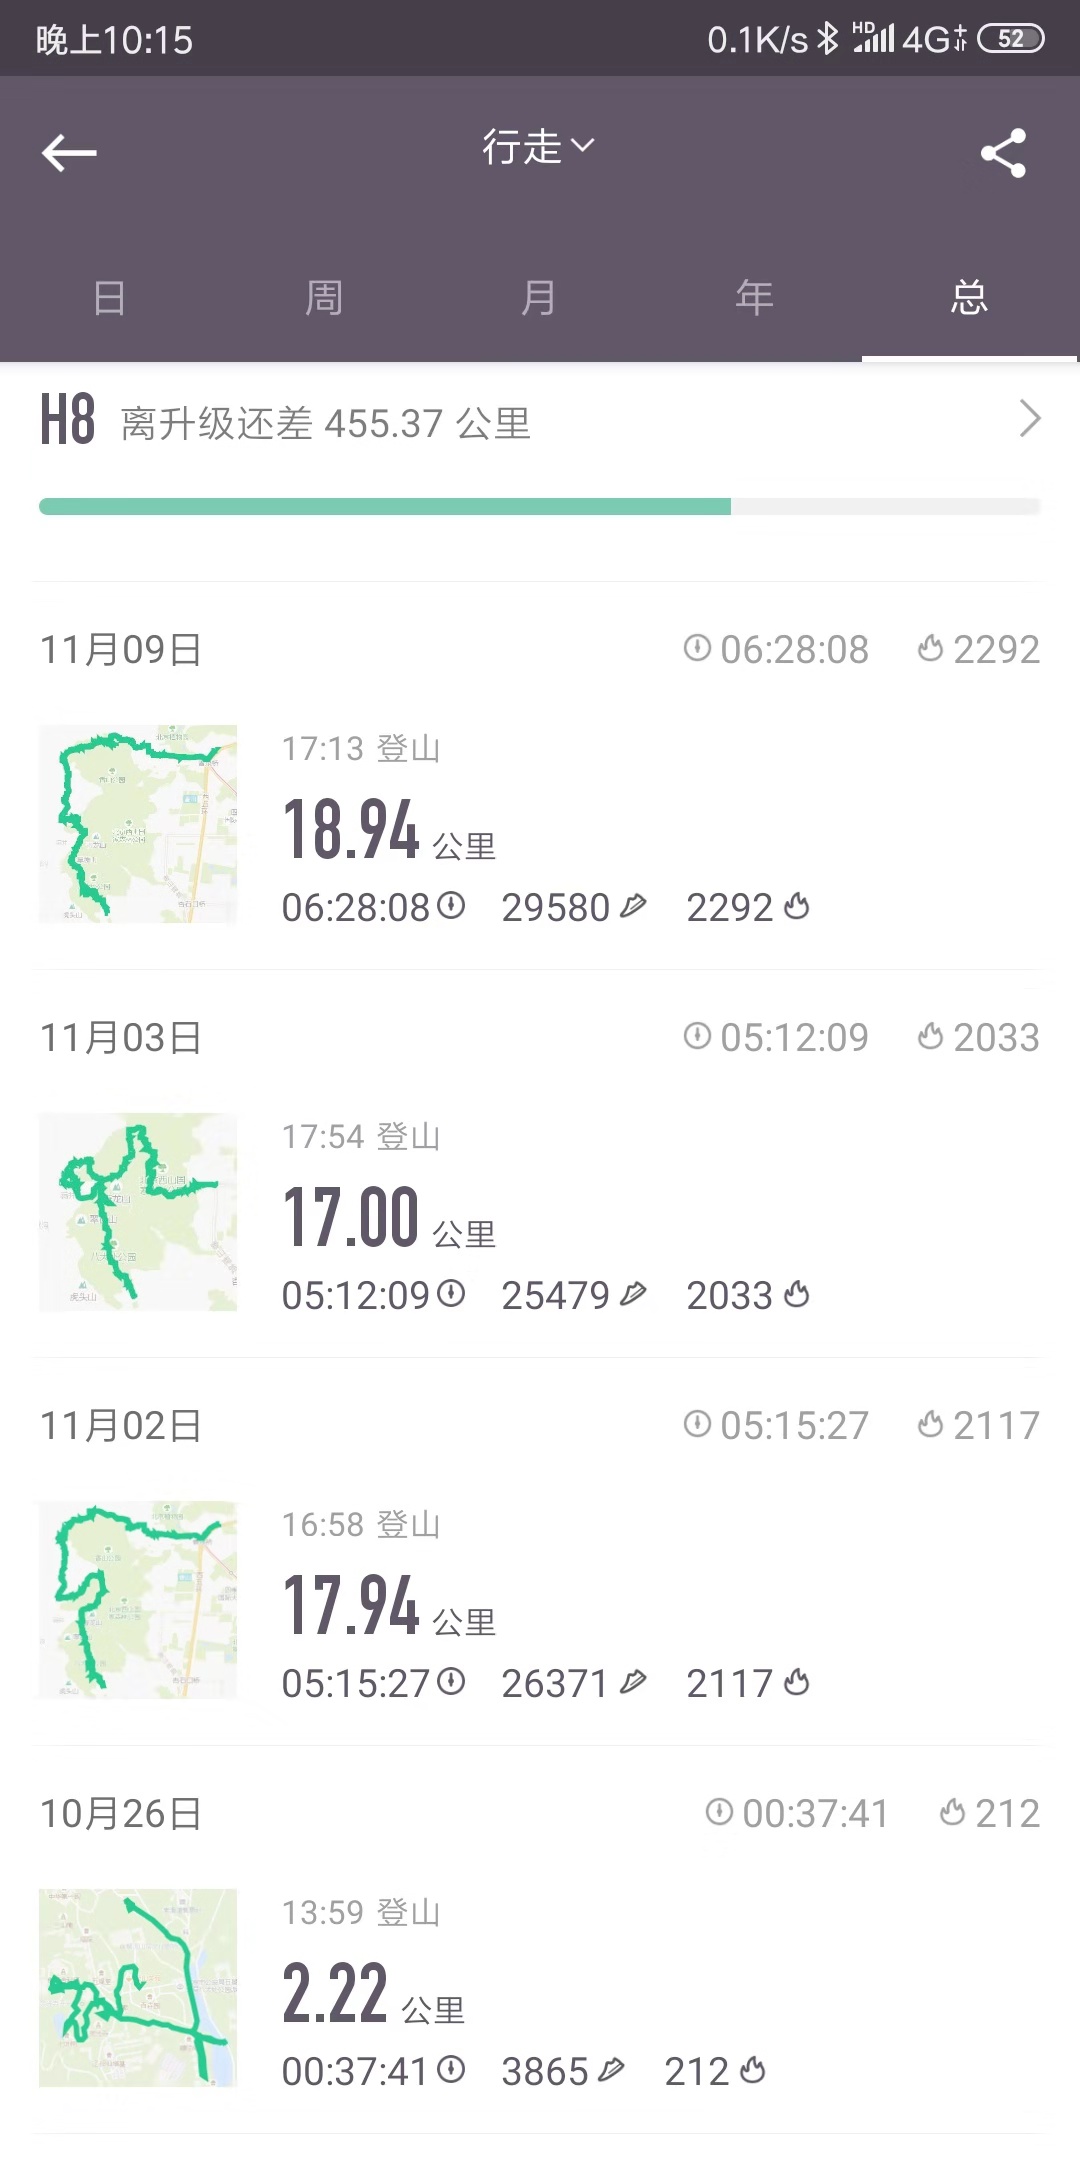 晚上10:15 0.1K/s HD 4G 52
行走
日 周 月 年 总
H8 离升级还差 455.37 公里
11月09日 06:28:08 2292
17:13 登山
18.94 公里
06:28:08 29580 2292
11月03日 05:12:09 2033
17:54 登山
17.00 公里
05:12:09 25479 2033
虎头山
11月02日 05:15:27 2117
16:58 登山
17.94 公里
05:15:27 26371 2117
10月26日 00:37:41 212
13:59 登山
2.22 公里
00:37:41 3865 212